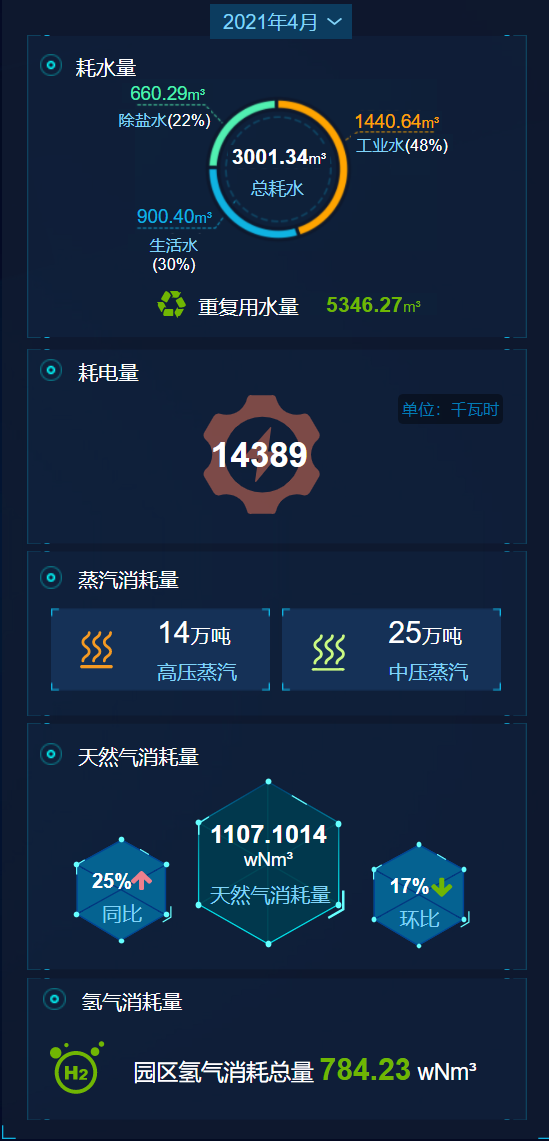 2021年4月
耗水量
660.29m³
除盐水(22%)
1440.64m³
工业水(48%)
3001.34m³
总耗水
900.40m³
生活水
(30%)
重复用水量 5346.27m³
耗电量
单位：千瓦时
14389
蒸汽消耗量
14万吨
高压蒸汽
25万吨
中压蒸汽
天然气消耗量
1107.1014
wNm³
天然气消耗量
25%
同比
17%
环比
氢气消耗量
H2
园区氢气消耗总量 784.23 wNm³